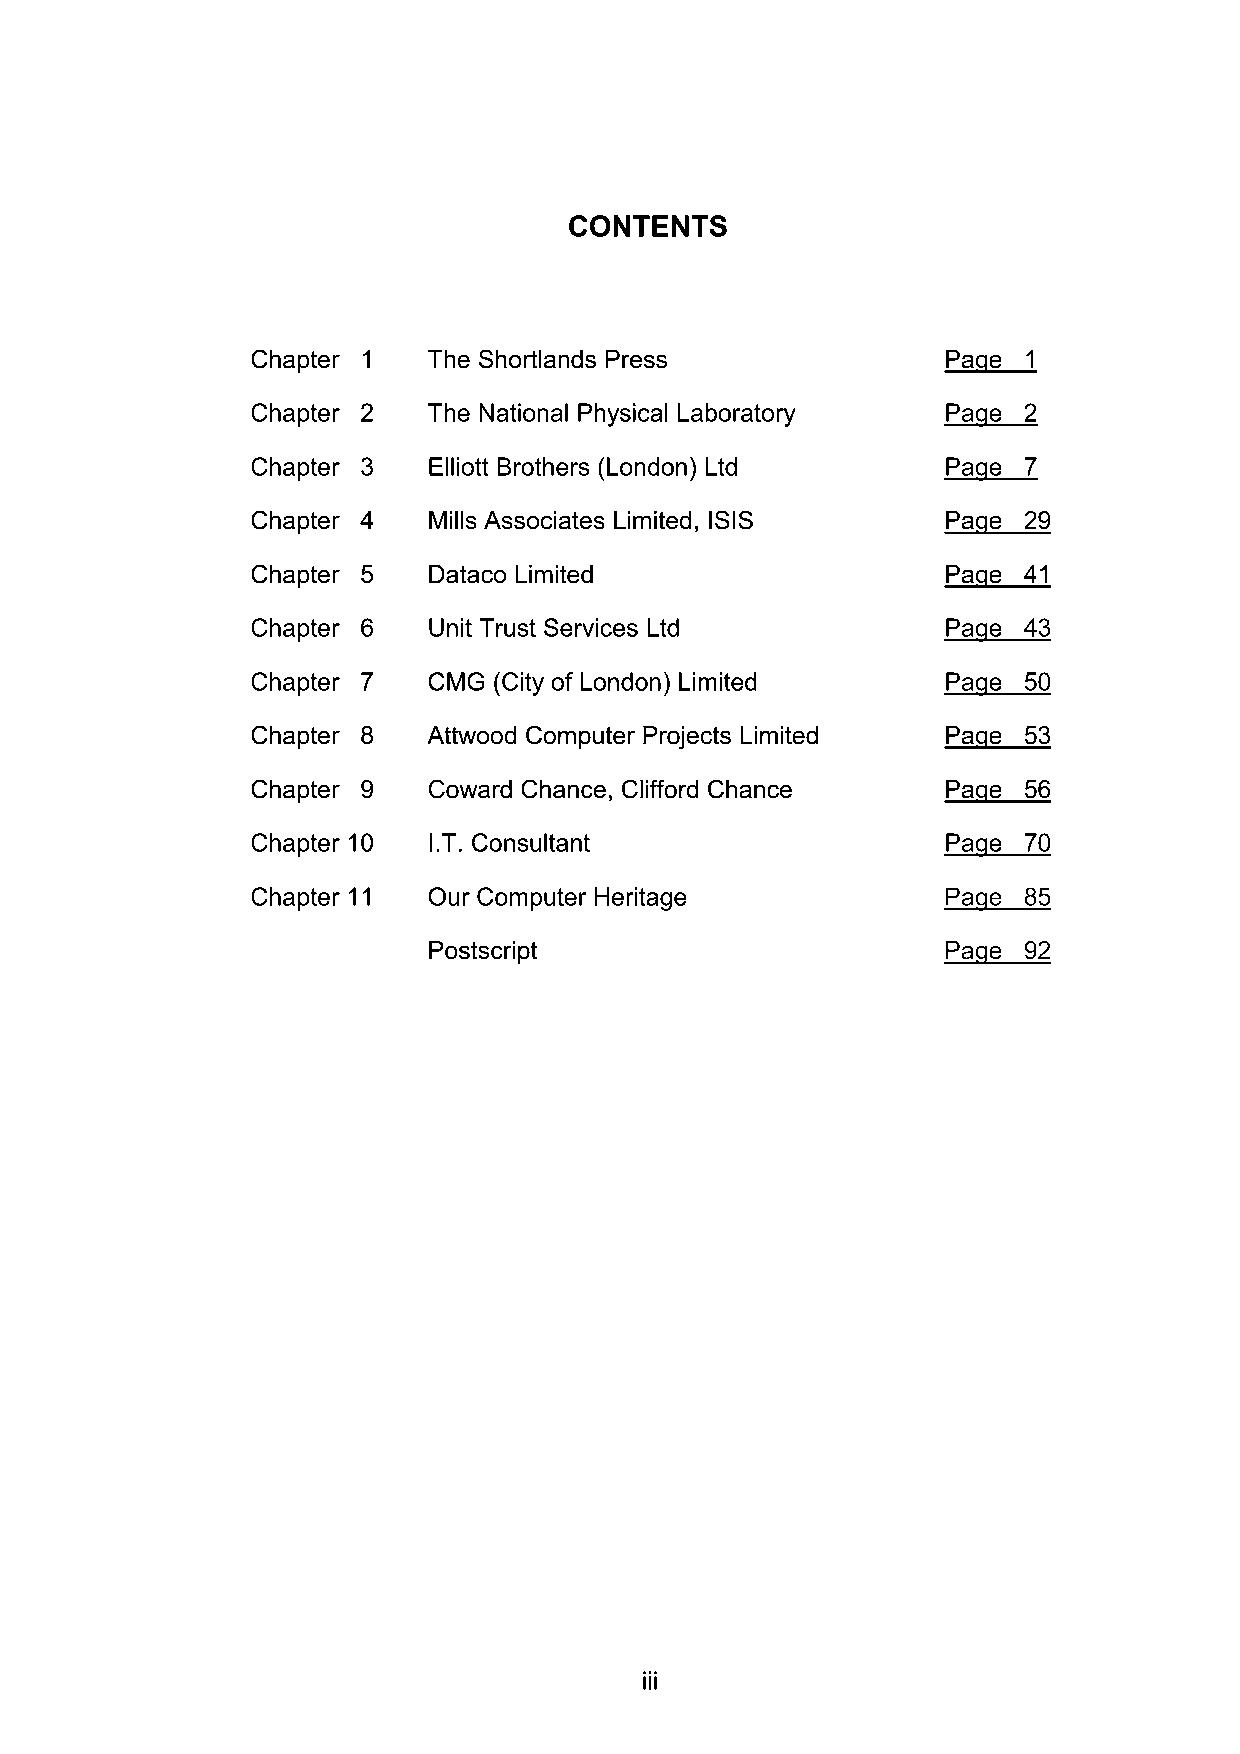 CONTENTS
Chapter 1 The Shortlands Press Page 1
Chapter 2 The National Physical Laboratory Page 2
Chapter 3 Elliott Brothers (London) Ltd Page 7
Chapter 4 Mills Associates Limited, ISIS Page 29
Chapter 5 Dataco Limited Page 41
Chapter 6 Unit Trust Services Ltd Page 43
Chapter 7 CMG (City of London) Limited Page 50
Chapter 8 Attwood Computer Projects Limited Page 53
Chapter 9 Coward Chance, Clifford Chance Page 56
Chapter 10 I.T. Consultant Page 70
Chapter 11 Our Computer Heritage Page 85
Postscript Page 92
iii